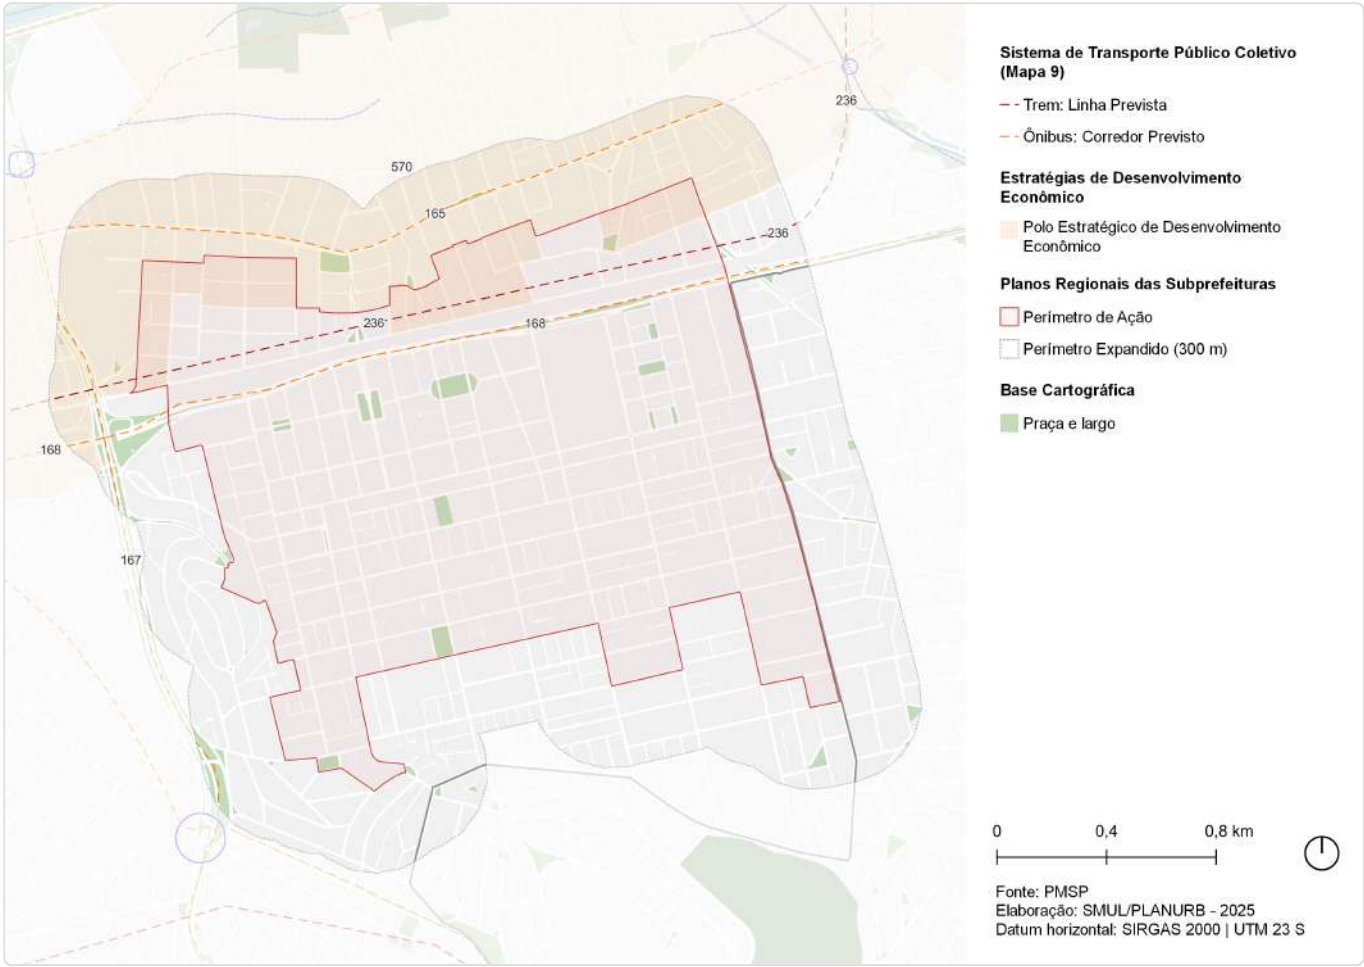 236
570
165
236
236
168
168
167
Sistema de Transporte Público Coletivo
(Mapa 9)
Trem: Linha Prevista
Ônibus: Corredor Previsto
Estratégias de Desenvolvimento
Econômico
Polo Estratégico de Desenvolvimento
Econômico
Planos Regionais das Subprefeituras
Perímetro de Ação
Perímetro Expandido (300 m)
Base Cartográfica
Praça e largo
0 0,4 0,8 km
Fonte: PMSP
Elaboração: SMUL/PLANURB - 2025
Datum horizontal: SIRGAS 2000 | UTM 23 S